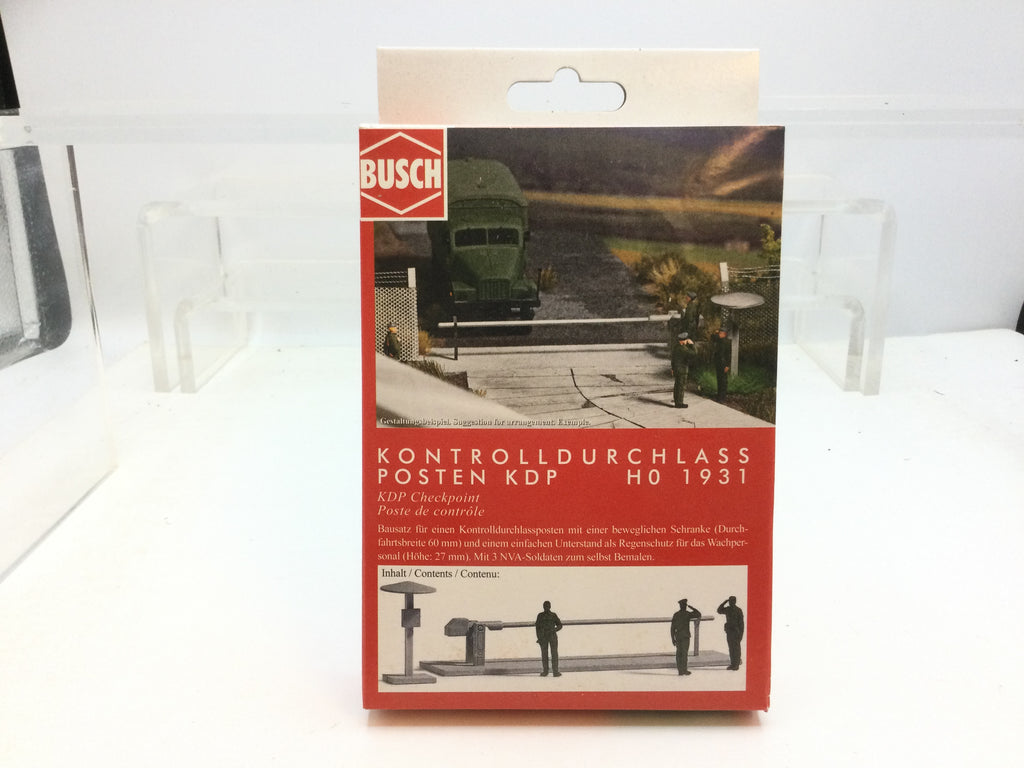 BUSCH
Gestaltungsbeispiel. Suggestion for arrangement. Exemple.
KONTROLLDURCHLASS
POSTEN KDP H0 1931
KDP Checkpoint
Poste de contrôle
Bausatz für einen Kontrolldurchlassposten mit einer beweglichen Schranke (Durch-
fahrtsbreite 60 mm) und einem einfachen Unterstand als Regenschutz für das Wachper-
sonal (Höhe: 27 mm). Mit 3 NVA-Soldaten zum selbst Bemalen.
Inhalt / Contents / Contenu: